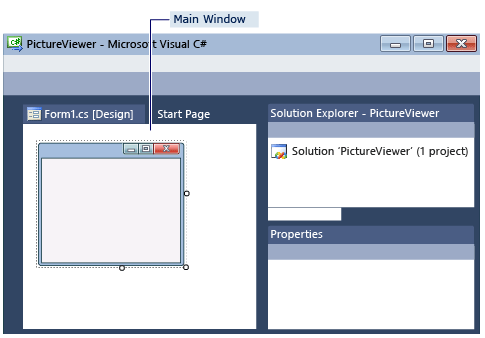 Main Window
PictureViewer - Microsoft Visual C#
Form1.cs [Design] Start Page
Solution Explorer - PictureViewer
Solution 'PictureViewer' (1 project)
Properties